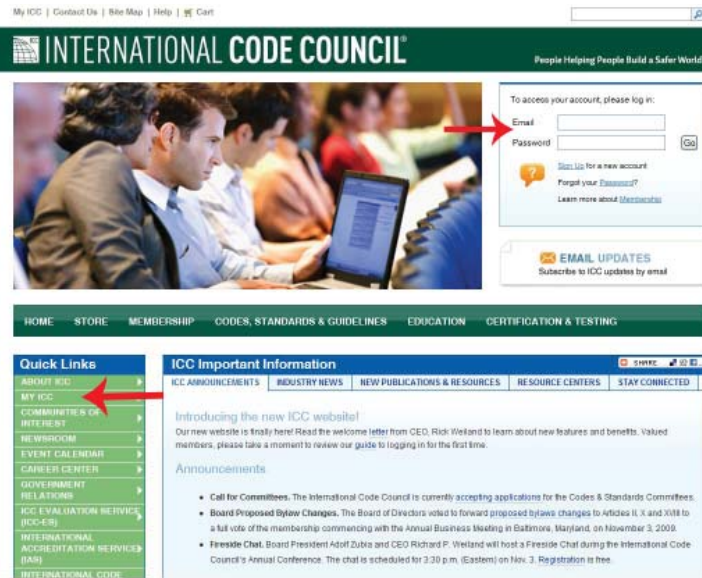 My ICC | Contact Us | Site Map | Help | Cart
INTERNATIONAL CODE COUNCIL®
People Helping People Build a Safer World
To access your account, please log in:
Email
Password
Go
Sign Up for a new account
Forgot your Password?
Learn more about Membership
EMAIL UPDATES
Subscribe to ICC updates by email
HOME STORE MEMBERSHIP CODES, STANDARDS & GUIDELINES EDUCATION CERTIFICATION & TESTING
Quick Links
ABOUT ICC
MY ICC
COMMUNITIES OF
INTEREST
NEWSROOM
EVENT CALENDAR
CAREER CENTER
GOVERNMENT
RELATIONS
ICC EVALUATION SERVICE
(ICC-ES)
INTERNATIONAL
ACCREDITATION SERVICE
(IAS)
INTERNATIONAL CODE
ICC Important Information
SHARE
ICC ANNOUNCEMENTS INDUSTRY NEWS NEW PUBLICATIONS & RESOURCES RESOURCE CENTERS STAY CONNECTED
Introducing the new ICC website!
Our new website is finally here! Read the welcome letter from CEO, Rick Weiland to learn about new features and benefits. Valued
members, please take a moment to review our guide to logging in for the first time.
Announcements
• Call for Committees. The International Code Council is currently accepting applications for the Codes & Standards Committees.
• Board Proposed Bylaw Changes. The Board of Directors voted to forward proposed bylaws changes to Articles II, X and XVIII to
a full vote of the membership commencing with the Annual Business Meeting in Baltimore, Maryland, on November 3, 2009.
• Fireside Chat. Board President Adolf Zubia and CEO Richard P. Weiland will host a Fireside Chat during the International Code
Council's Annual Conference. The chat is scheduled for 3:30 p.m. (Eastern) on Nov. 3. Registration is free.